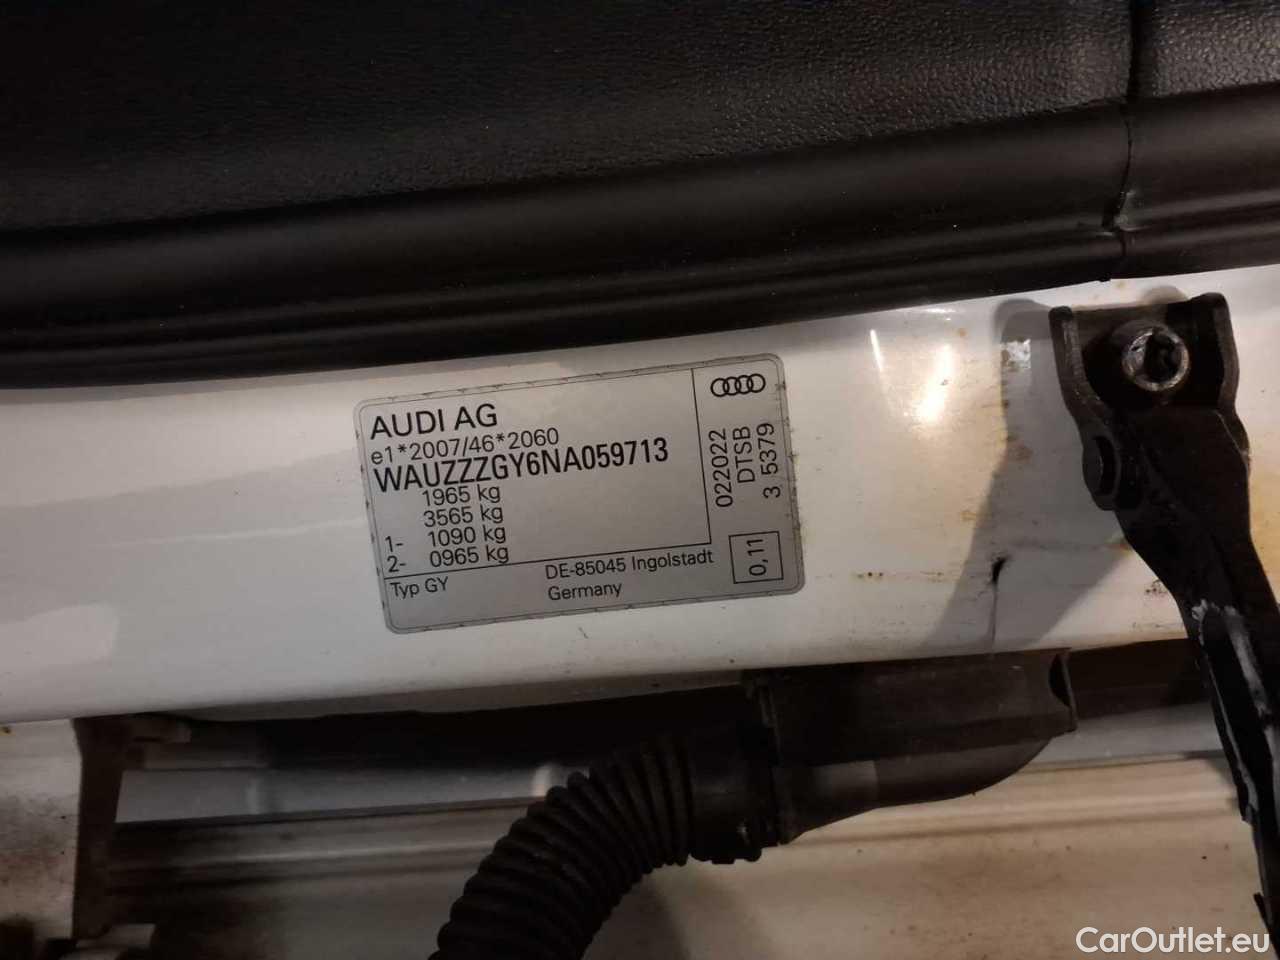 AUDI AG
e1*2007/46*2060
WAUZZZGY6NA059713
1965 kg
3565 kg
1- 1090 kg
2- 0965 kg
Typ GY
DE-85045 Ingolstadt
Germany
022022
DTSB
3 5379
0,11
CarOutlet.eu